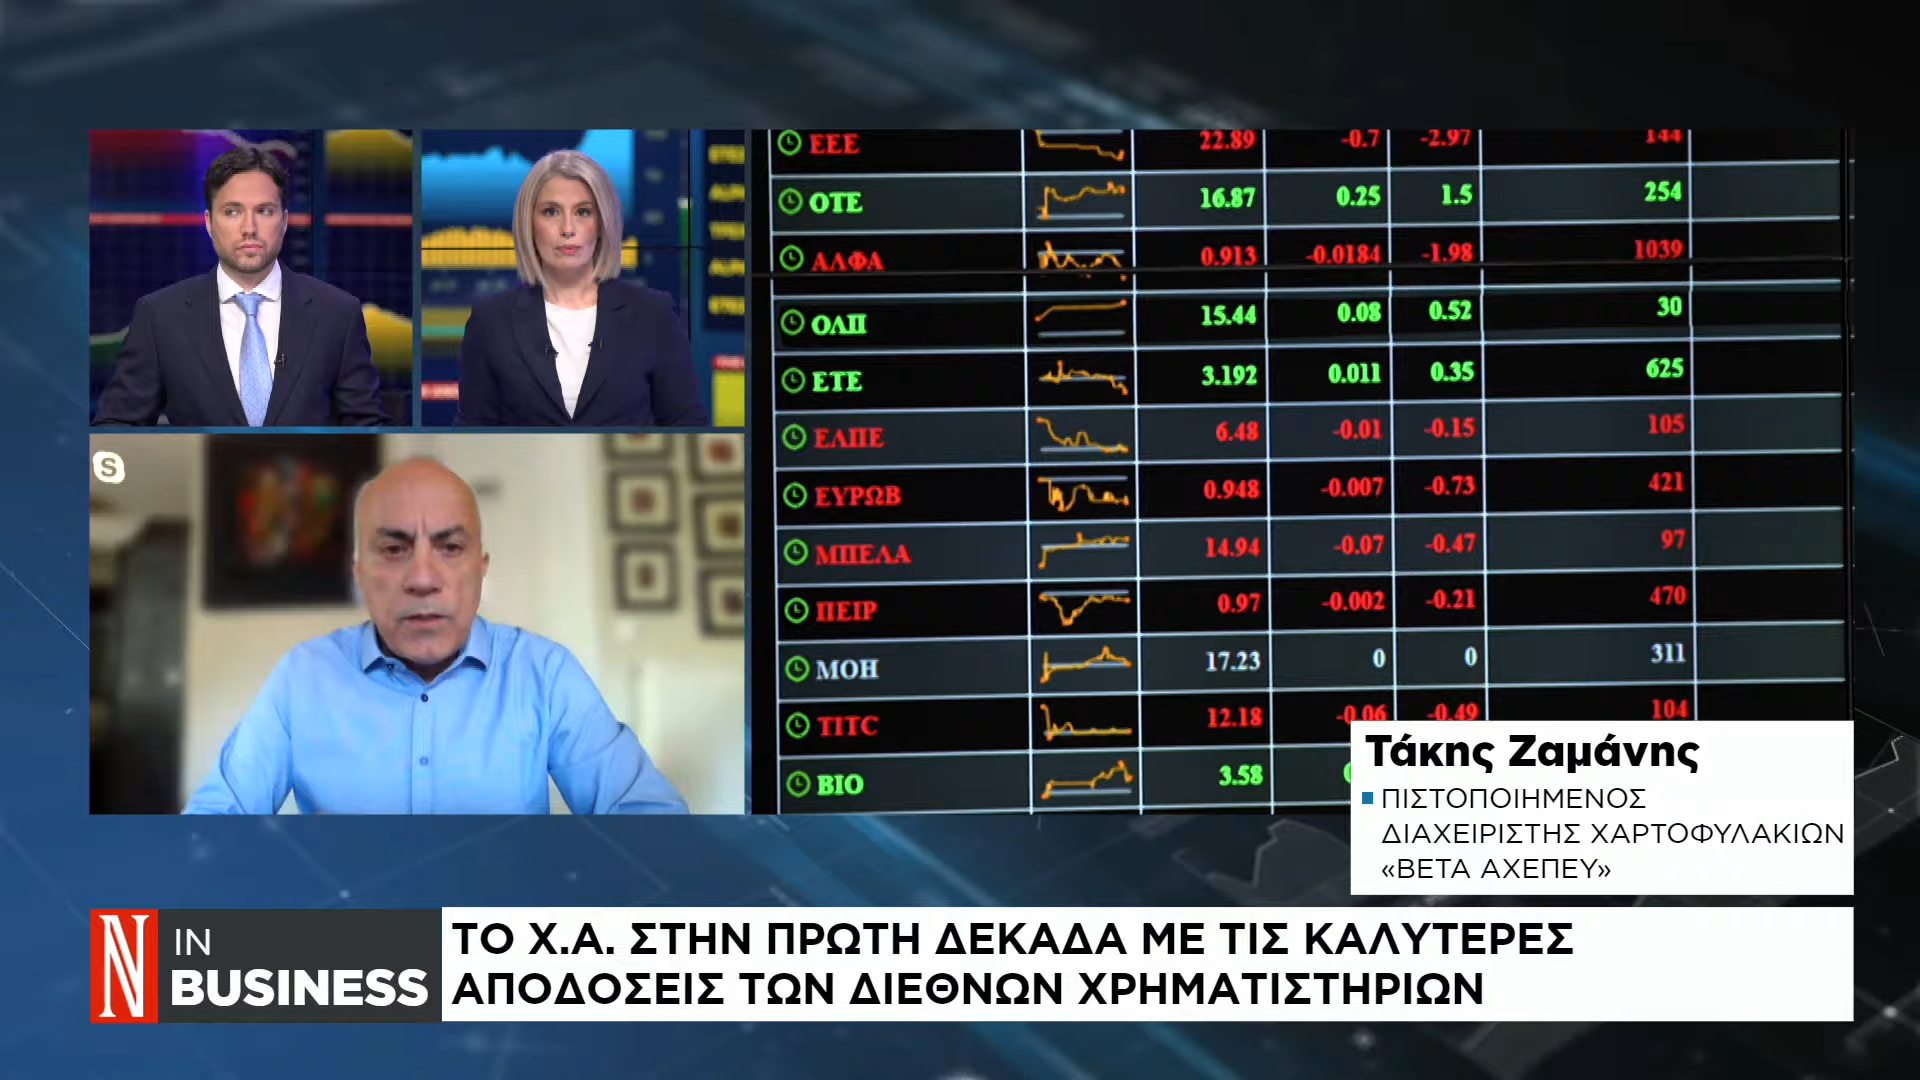 S
ΕΕΕ 22.89 -0.7 -2.97 144
ΟΤΕ 16.87 0.25 1.5 254
ΑΛΦΑ 0.913 -0.0184 -1.98 1039
ΟΛΠ 15.44 0.08 0.52 30
ΕΤΕ 3.192 0.011 0.35 625
ΕΛΠΕ 6.48 -0.01 -0.15 105
ΕΥΡΩΒ 0.948 -0.007 -0.73 421
ΜΠΕΛΑ 14.94 -0.07 -0.47 97
ΠΕΙΡ 0.97 -0.002 -0.21 470
ΜΟΗ 17.23 0 0 311
TITC 12.18 -0.06 -0.49 104
ΒΙΟ 3.58
Τάκης Ζαμάνης
ΠΙΣΤΟΠΟΙΗΜΕΝΟΣ
ΔΙΑΧΕΙΡΙΣΤΗΣ ΧΑΡΤΟΦΥΛΑΚΙΩΝ
«ΒΕΤΑ ΑΧΕΠΕΥ»
N IN
BUSINESS
ΤΟ Χ.Α. ΣΤΗΝ ΠΡΩΤΗ ΔΕΚΑΔΑ ΜΕ ΤΙΣ ΚΑΛΥΤΕΡΕΣ
ΑΠΟΔΟΣΕΙΣ ΤΩΝ ΔΙΕΘΝΩΝ ΧΡΗΜΑΤΙΣΤΗΡΙΩΝ